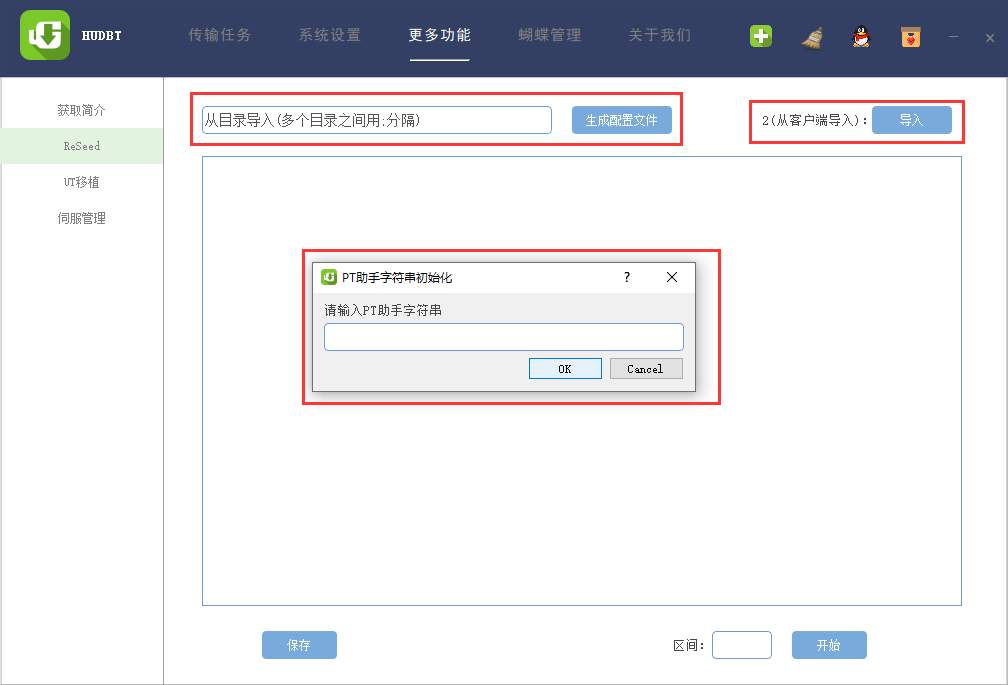 HUDBT 传输任务 系统设置 更多功能 蝴蝶管理 关于我们
获取简介
ReSeed
UT移植
伺服管理
从目录导入(多个目录之间用;分隔) 生成配置文件 2(从客户端导入): 导入
PT助手字符串初始化
请输入PT助手字符串
OK Cancel
保存 区间: 开始